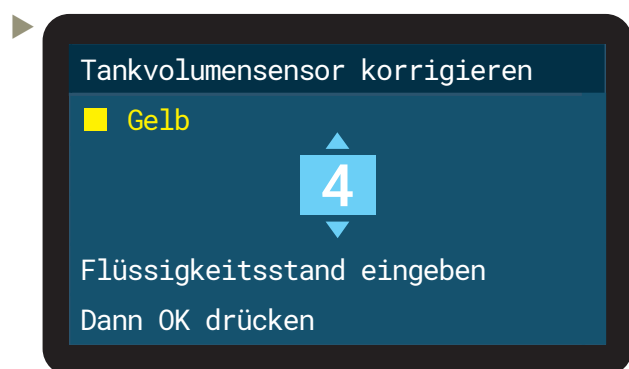 Tankvolumensensor korrigieren
Gelb
4
Flüssigkeitsstand eingeben
Dann OK drücken